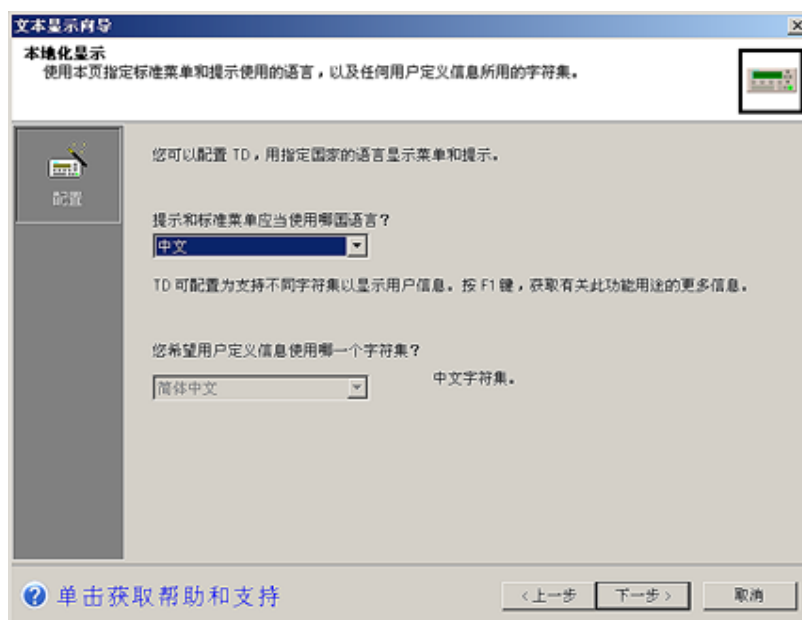 文本显示向导
本地化显示
使用本页指定标准菜单和提示使用的语言，以及任何用户定义信息所用的字符集。
配置
您可以配置 TD，用指定国家的语言显示菜单和提示。
提示和标准菜单应当使用哪国语言？
中文
TD 可配置为支持不同字符集以显示用户信息。按 F1 键，获取有关此功能用途的更多信息。
您希望用户定义信息使用哪一个字符集？
简体中文 中文字符集。
单击获取帮助和支持 <上一步 下一步> 取消